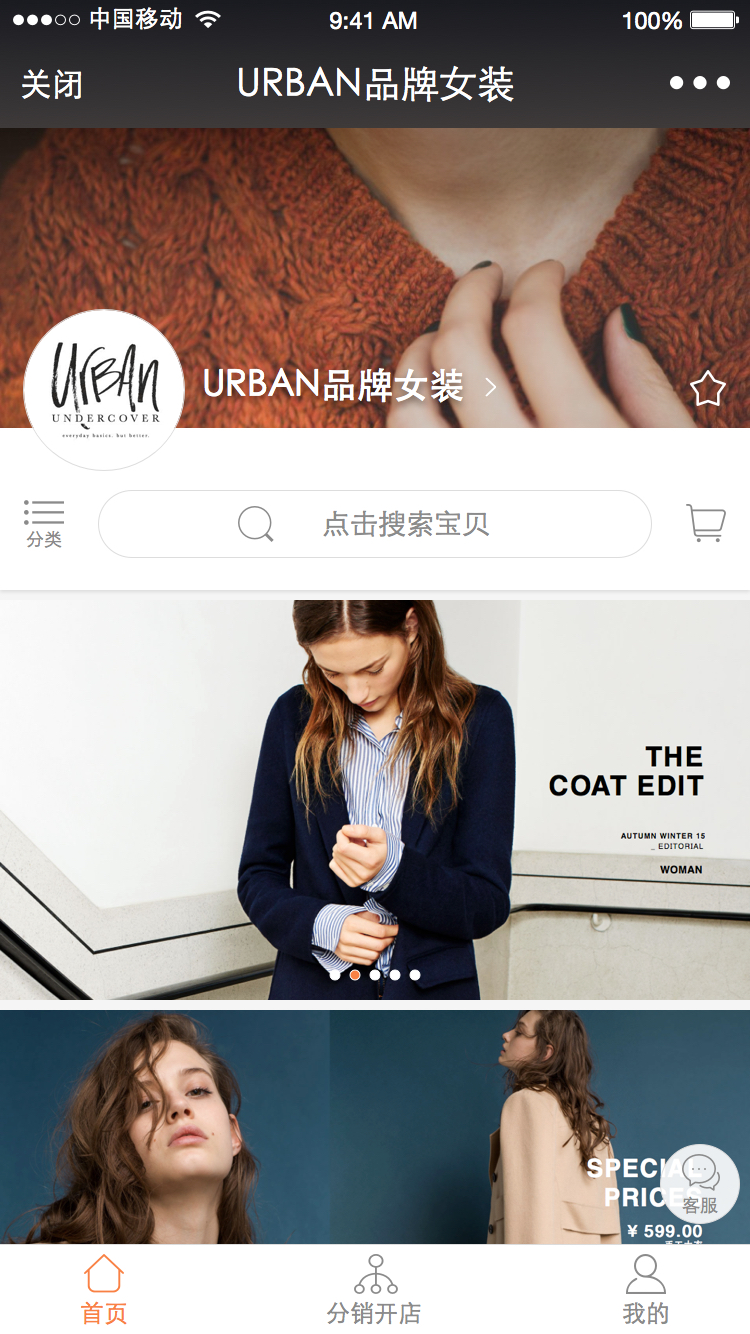 中国移动 9:41 AM 100%
关闭 URBAN品牌女装
URBAN
UNDERCOVER
everyday basics. but better.
URBAN品牌女装
分类 点击搜索宝贝
THE
COAT EDIT
AUTUMN WINTER 15
_ EDITORIAL
WOMAN
SPECIAL
PRICES
¥ 599.00
客服
首页 分销开店 我的